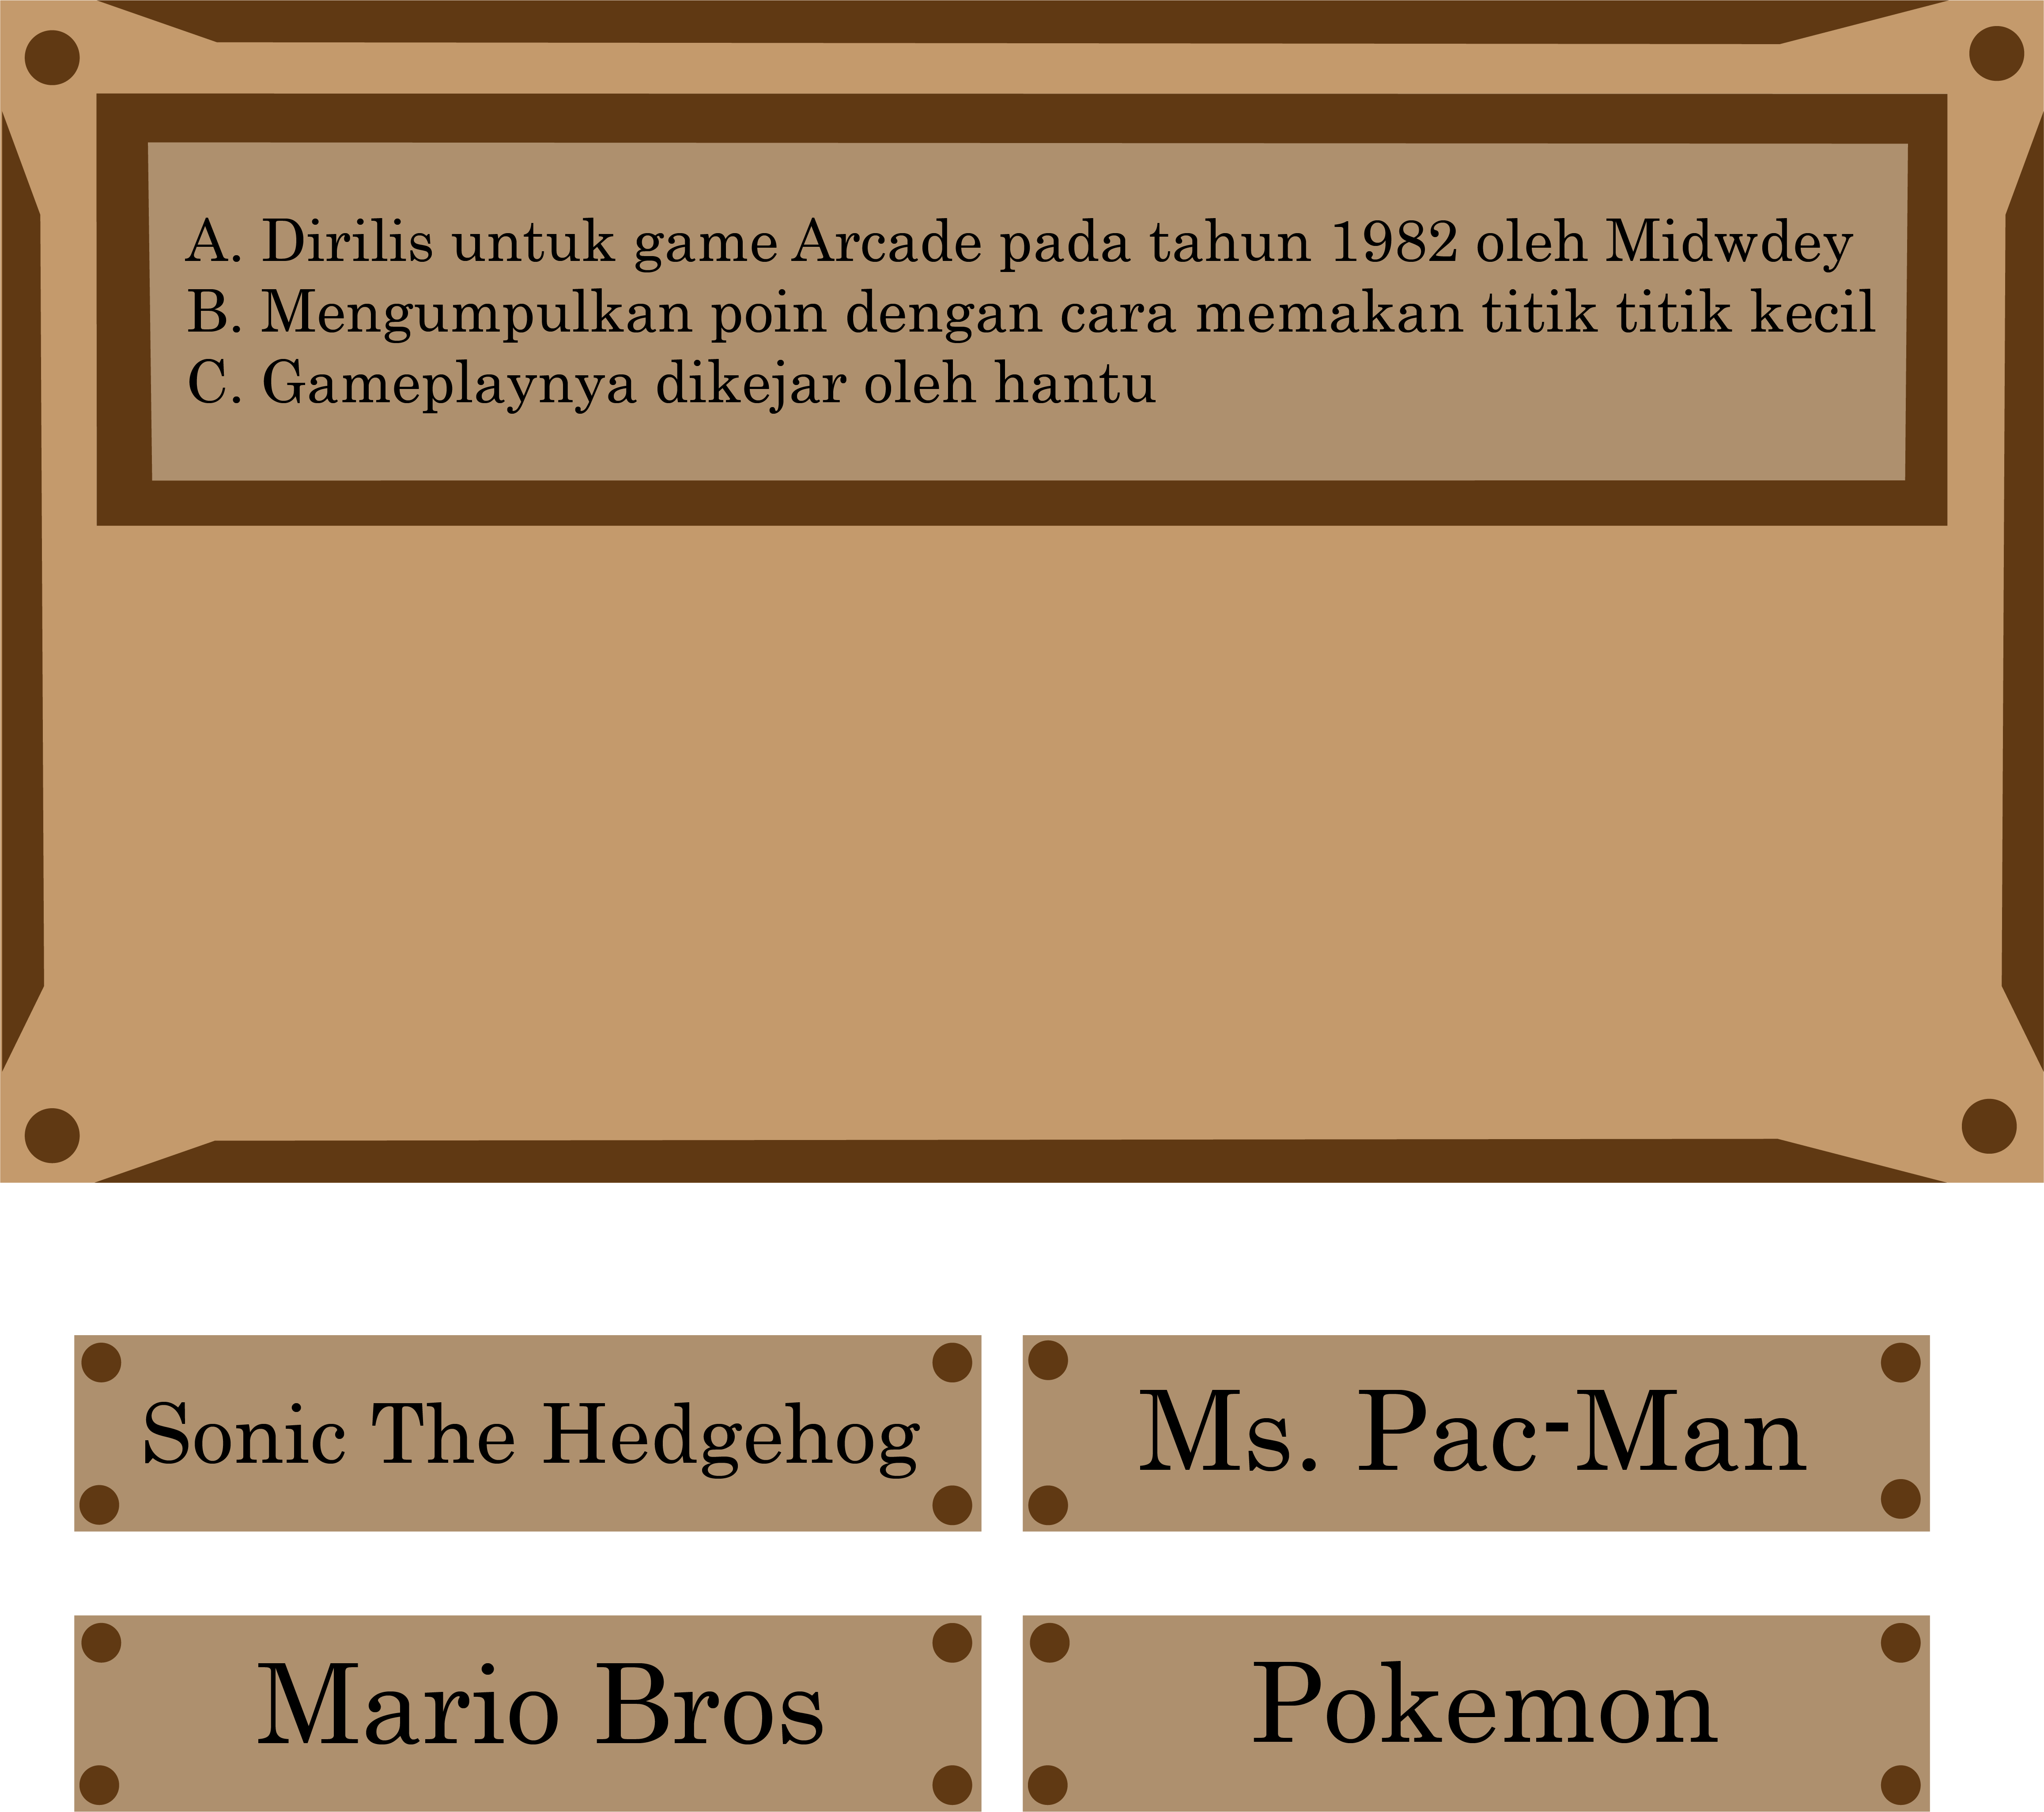 A. Dirilis untuk game Arcade pada tahun 1982 oleh Midwdey
B. Mengumpulkan poin dengan cara memakan titik titik kecil
C. Gameplaynya dikejar oleh hantu
Sonic The Hedgehog
Ms. Pac-Man
Mario Bros
Pokemon